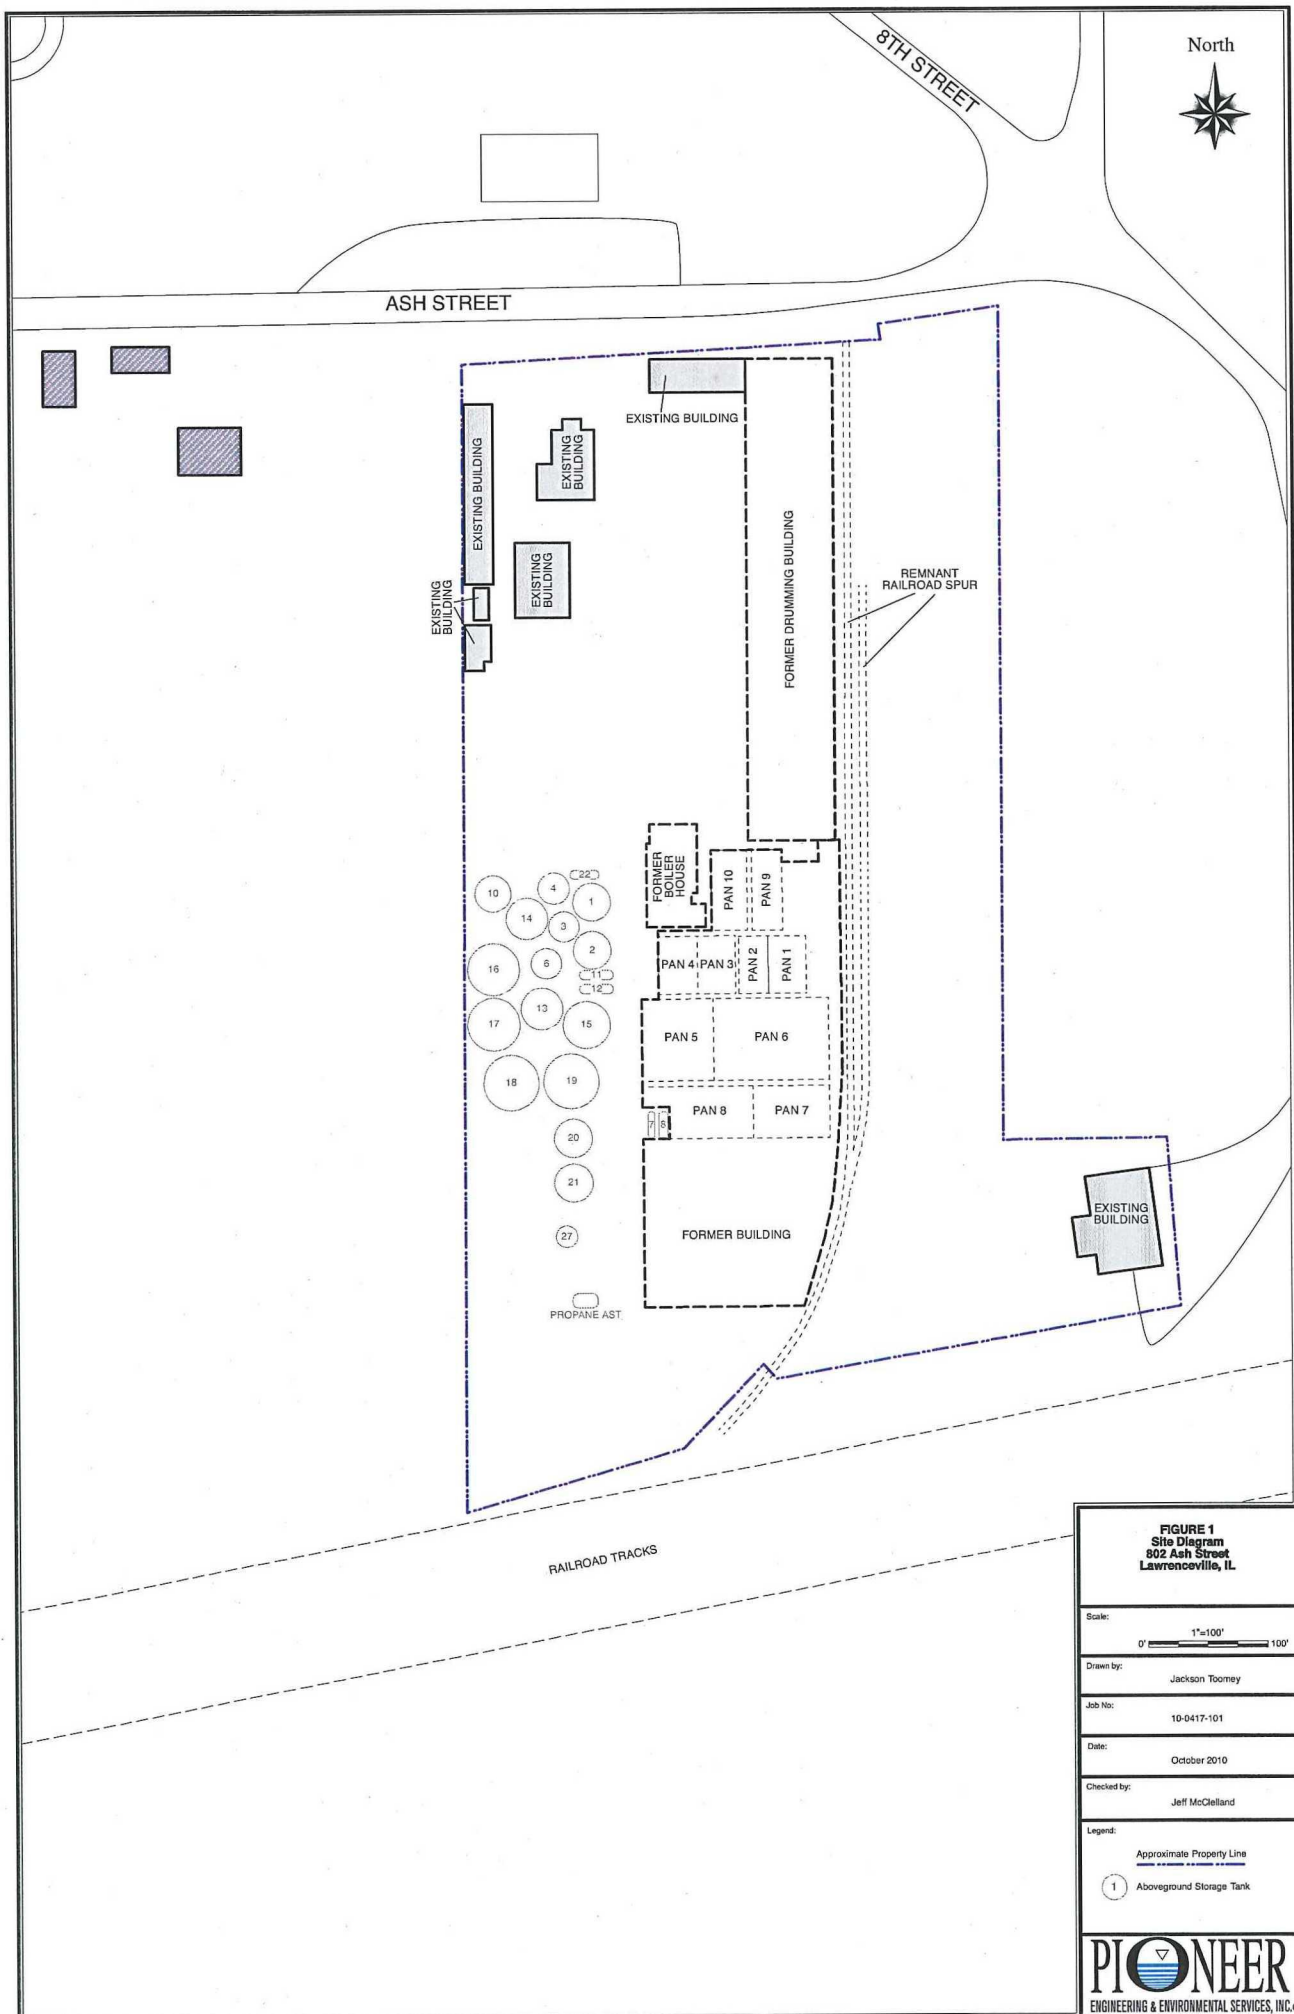 North
8TH STREET
ASH STREET
EXISTING BUILDING
EXISTING
BUILDING
EXISTING BUILDING
EXISTING
BUILDING
EXISTING
BUILDING
FORMER DRUMMING BUILDING
REMNANT
RAILROAD SPUR
FORMER
BOILER
HOUSE
PAN 10
PAN 9
22
10
4
1
14
3
2
6
16
11
12
13
17
15
18
19
20
21
27
PAN 4
PAN 3
PAN 2
PAN 1
PAN 5
PAN 6
PAN 8
PAN 7
7
8
FORMER BUILDING
PROPANE AST
EXISTING
BUILDING
RAILROAD TRACKS
FIGURE 1
Site Diagram
802 Ash Street
Lawrenceville, IL
Scale:
1"=100'
0' 100'
Drawn by:
Jackson Toomey
Job No:
10-0417-101
Date:
October 2010
Checked by:
Jeff McClelland
Legend:
Approximate Property Line
1 Aboveground Storage Tank
PIONEER
ENGINEERING & ENVIRONMENTAL SERVICES, INC.